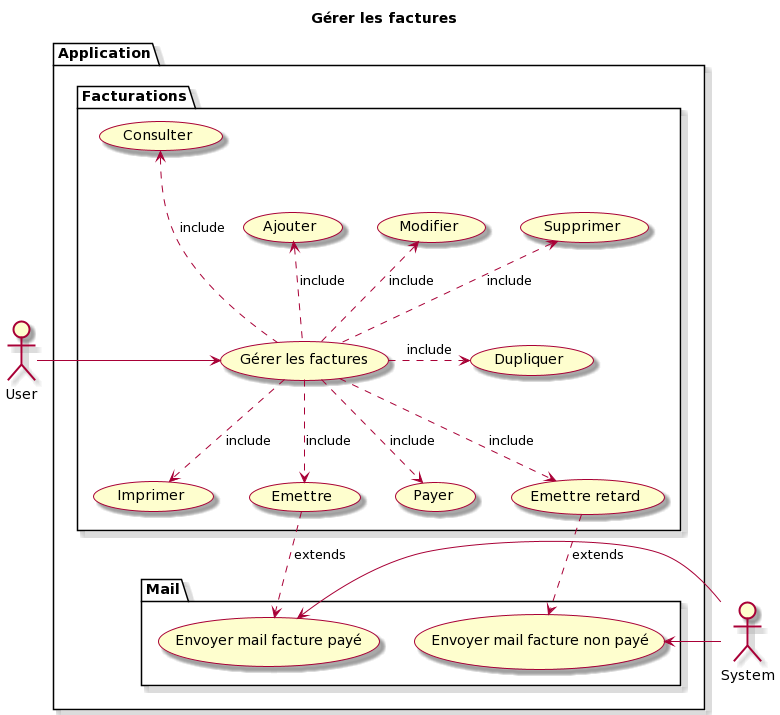 Gérer les factures
Application
Facturations
Consulter
include
Ajouter
Modifier
Supprimer
include
include
include
User
Gérer les factures
include
Dupliquer
include
include
include
include
Imprimer
Emettre
Payer
Emettre retard
extends
extends
Mail
Envoyer mail facture payé
Envoyer mail facture non payé
System